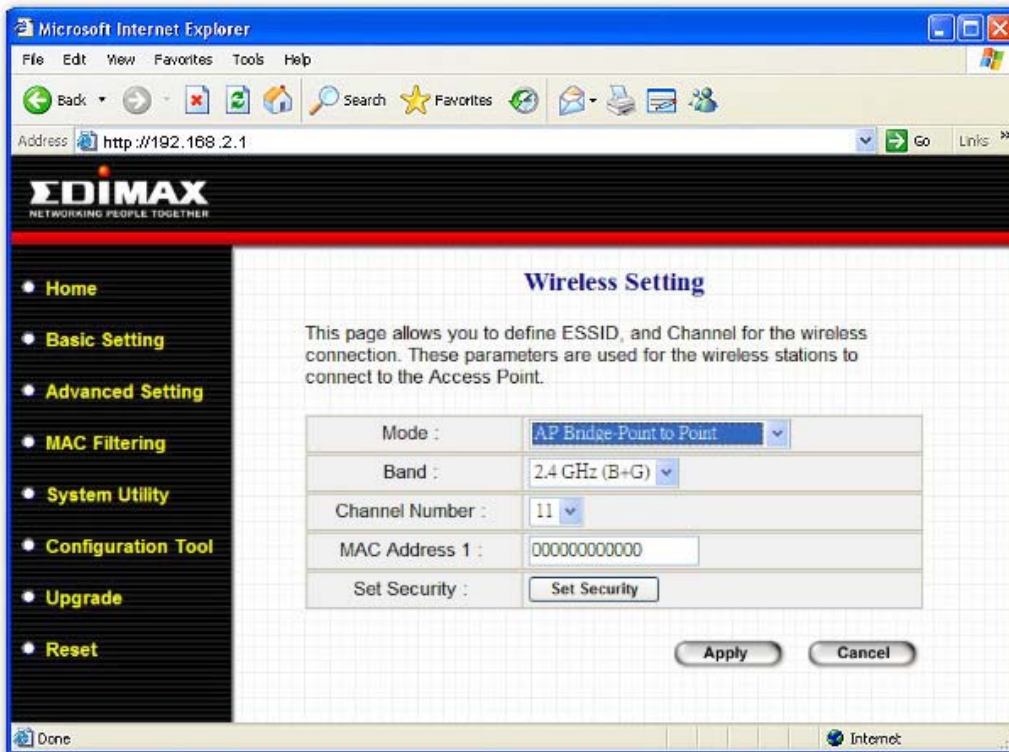 Microsoft Internet Explorer
File Edit View Favorites Tools Help
Back Search Favorites
Address http://192.168.2.1 Go Links »
EDIMAX
NETWORKING PEOPLE TOGETHER
Home
Basic Setting
Advanced Setting
MAC Filtering
System Utility
Configuration Tool
Upgrade
Reset
Wireless Setting
This page allows you to define ESSID, and Channel for the wireless
connection. These parameters are used for the wireless stations to
connect to the Access Point.
Mode : AP Bridge-Point to Point
Band : 2.4 GHz (B+G)
Channel Number : 11
MAC Address 1 : 000000000000
Set Security : Set Security
Apply Cancel
Done Internet